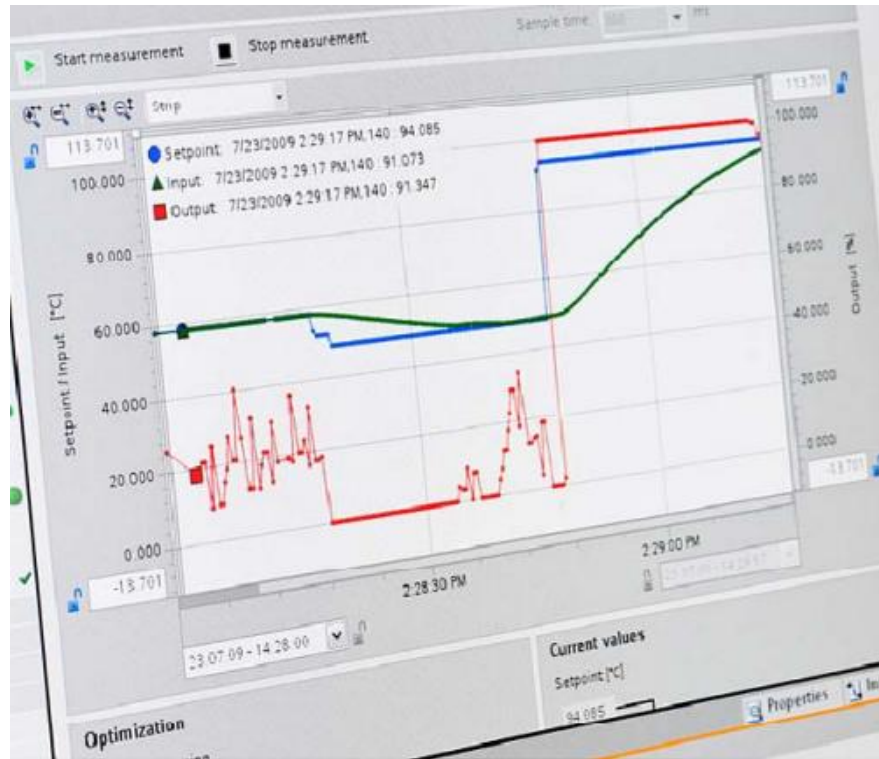 Start measurement
Stop measurement
Sample time
ms
Strip
113.701
113.701
Setpoint: 7/23/2009 2:29:17 PM,140 : 94.085
Input: 7/23/2009 2:29:17 PM,140 : 91.073
Output: 7/23/2009 2:29:17 PM,140 : 91.347
100.000
80.000
60.000
40.000
20.000
0.000
-13.701
Setpoint / Input [°C]
100.000
80.000
60.000
40.000
20.000
0.000
-13.701
Output [%]
2:28:30 PM
2:29:00 PM
23.07.09 - 14:28:00
Optimization
Current values
Setpoint [°C]
94.085
Properties